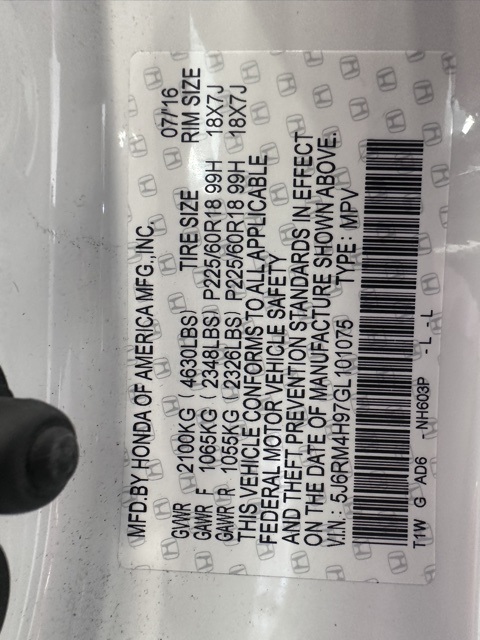 MFD.BY HONDA OF AMERICA MFG.,INC. 07/'16
GVWR 2100KG ( 4630LBS) TIRE SIZE RIM SIZE
GAWR F 1065KG ( 2348LBS) P225/60R18 99H 18X7J
GAWR R 1055KG ( 2326LBS) P225/60R18 99H 18X7J
THIS VEHICLE CONFORMS TO ALL APPLICABLE
FEDERAL MOTOR VEHICLE SAFETY
AND THEFT PREVENTION STANDARDS IN EFFECT
ON THE DATE OF MANUFACTURE SHOWN ABOVE.
V.I.N.: 5J6RM4H97GL101075 TYPE: MPV
T1W G AD6 - NH603P - L - L